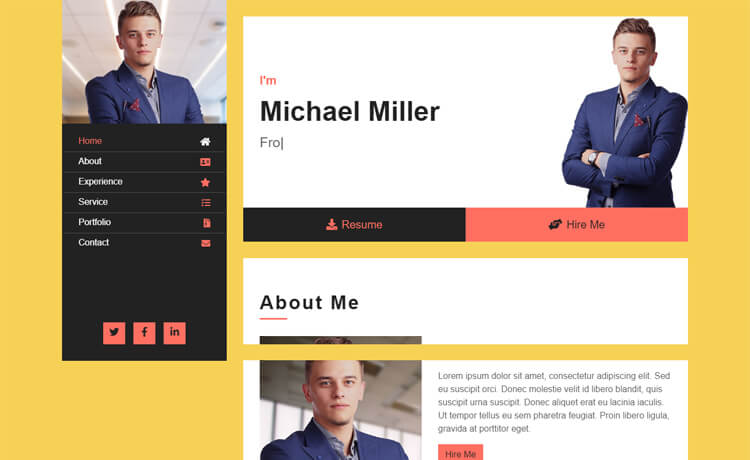 Home
About
Experience
Service
Portfolio
Contact
I'm
Michael Miller
Fro|
Resume
Hire Me
About Me
Lorem ipsum dolor sit amet, consectetur adipiscing elit. Sed
eu suscipit orci. Donec molestie velit id libero blandit, quis
suscipit urna suscipit. Donec aliquet erat eu lacinia iaculis.
Ut tempor tellus eu sem pharetra feugiat. Proin libero ligula,
gravida at porttitor eget.
Hire Me